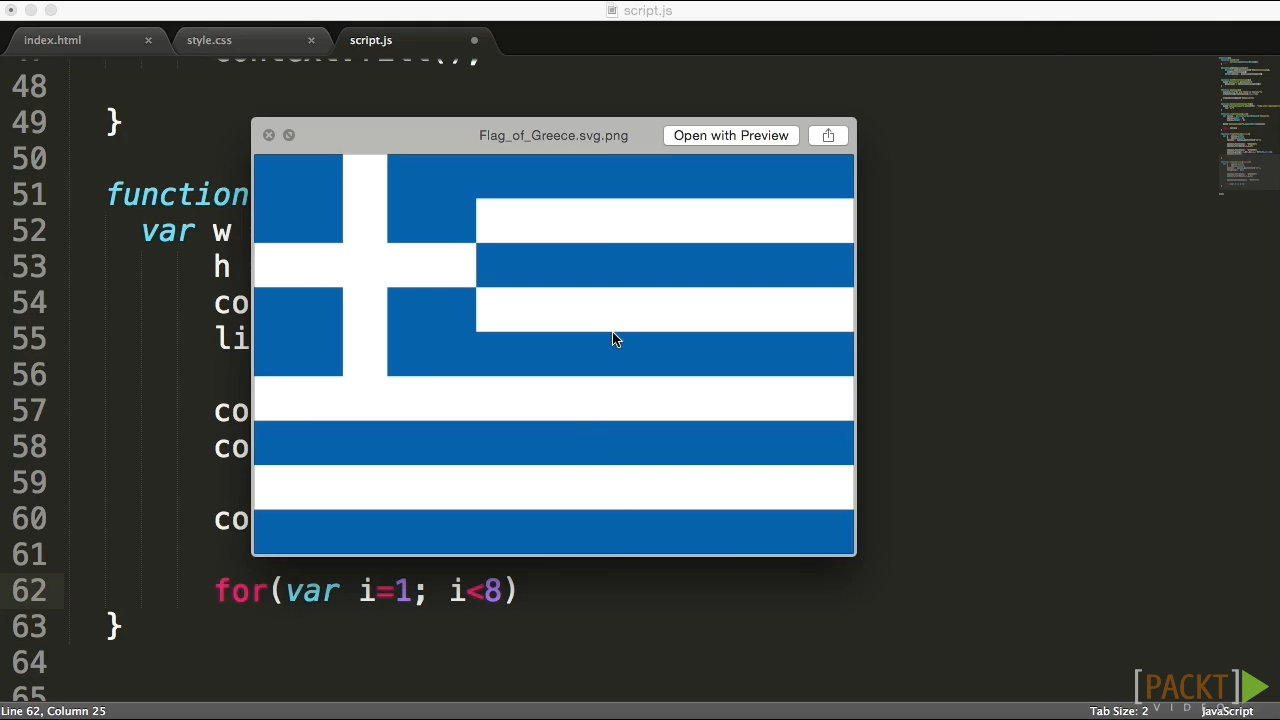 script.js
index.html
style.css
script.js
48
49 }
50
51 function
52 var w
53 h
54 co
55 li
56
57 co
58 co
59
60 co
61
62 for(var i=1; i<8)
63 }
64
65
Flag_of_Greece.svg.png
Open with Preview
[PACKT]
VIDEO
Line 62, Column 25
Tab Size: 2
JavaScript